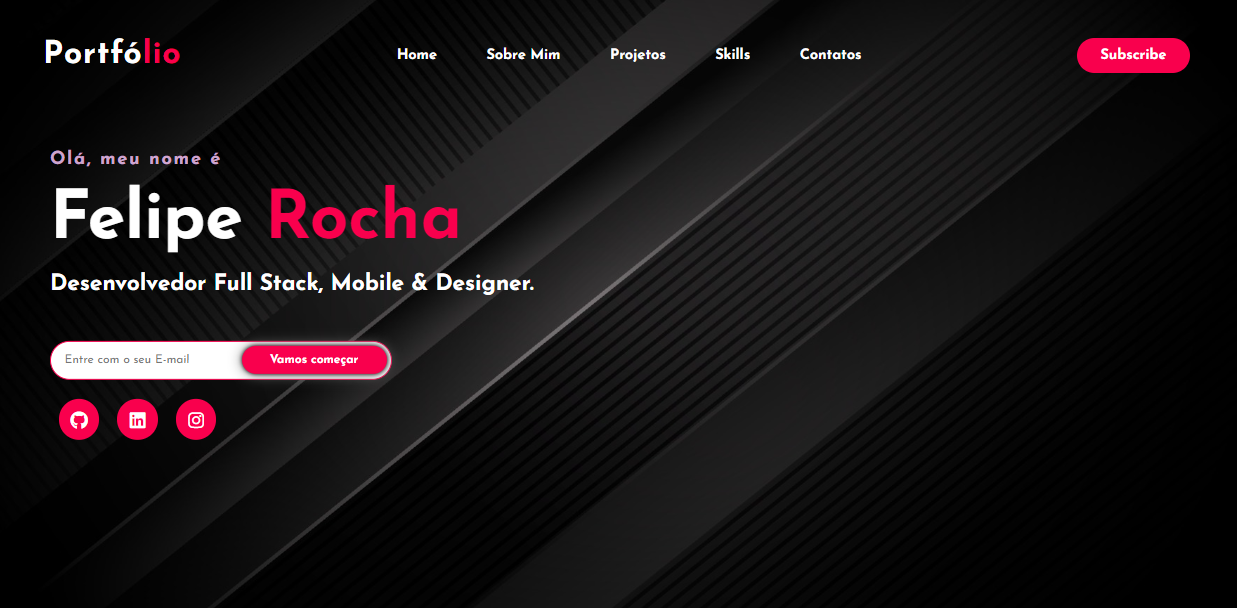 Portfólio
Home Sobre Mim Projetos Skills Contatos
Subscribe
Olá, meu nome é
Felipe Rocha
Desenvolvedor Full Stack, Mobile & Designer.
Entre com o seu E-mail
Vamos começar